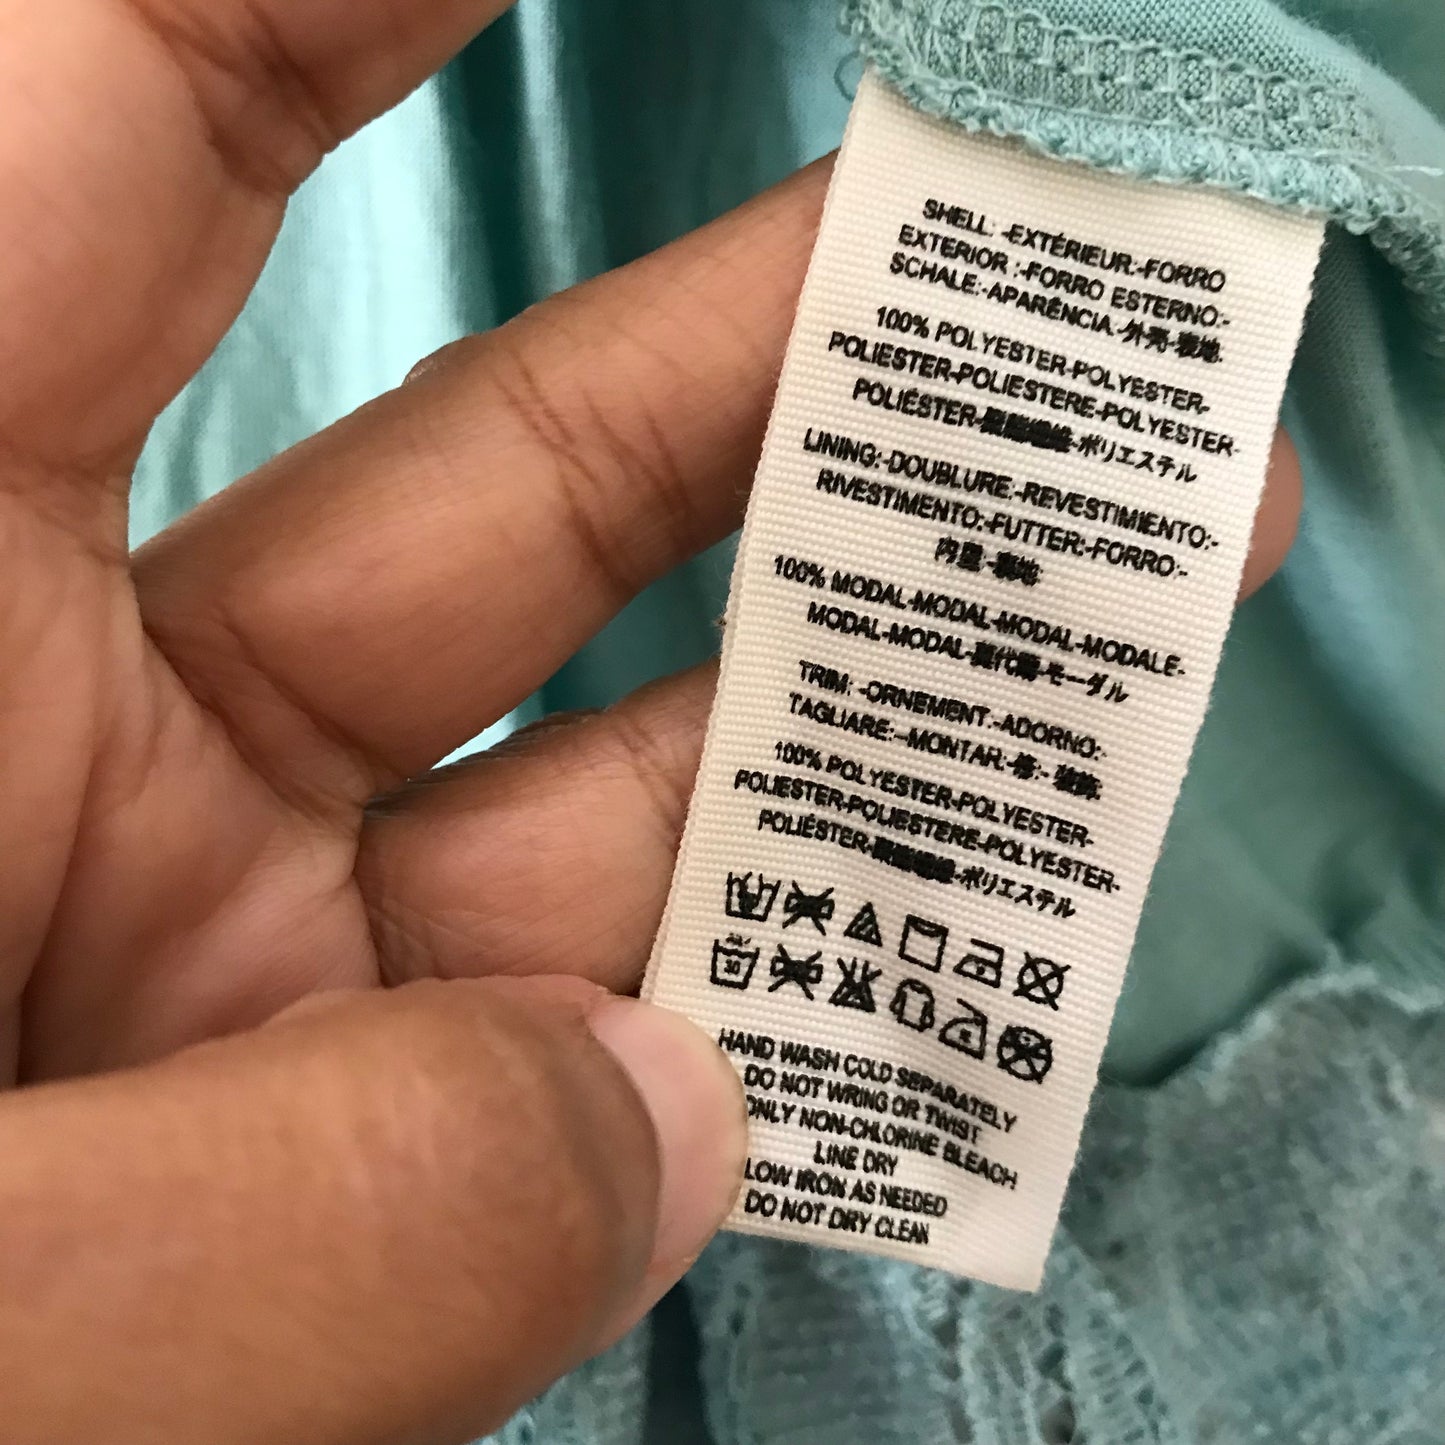 SHELL: -EXTÉRIEUR:-FORRO
EXTERIOR :-FORRO ESTERNO:-
SCHALE:-APARÊNCIA-外壳-表地
100% POLYESTER-POLYESTER-
POLIESTER-POLIESTERE-POLYESTER-
POLIÉSTER-ポリエステル
LINING:-DOUBLURE:-REVESTIMIENTO:-
RIVESTIMENTO:-FUTTER:-FORRO:-
内里:-裏地:
100% MODAL-MODAL-MODAL-MODALE-
MODAL-MODAL-モーダル
TRIM: -ORNEMENT:-ADORNO:-
TAGLIARE:-MONTAR:-修:-装飾:
100% POLYESTER-POLYESTER-
POLIESTER-POLIESTERE-POLYESTER-
POLIÉSTER-ポリエステル
30
HAND WASH COLD SEPARATELY
DO NOT WRING OR TWIST
ONLY NON-CHLORINE BLEACH
LINE DRY
LOW IRON AS NEEDED
DO NOT DRY CLEAN